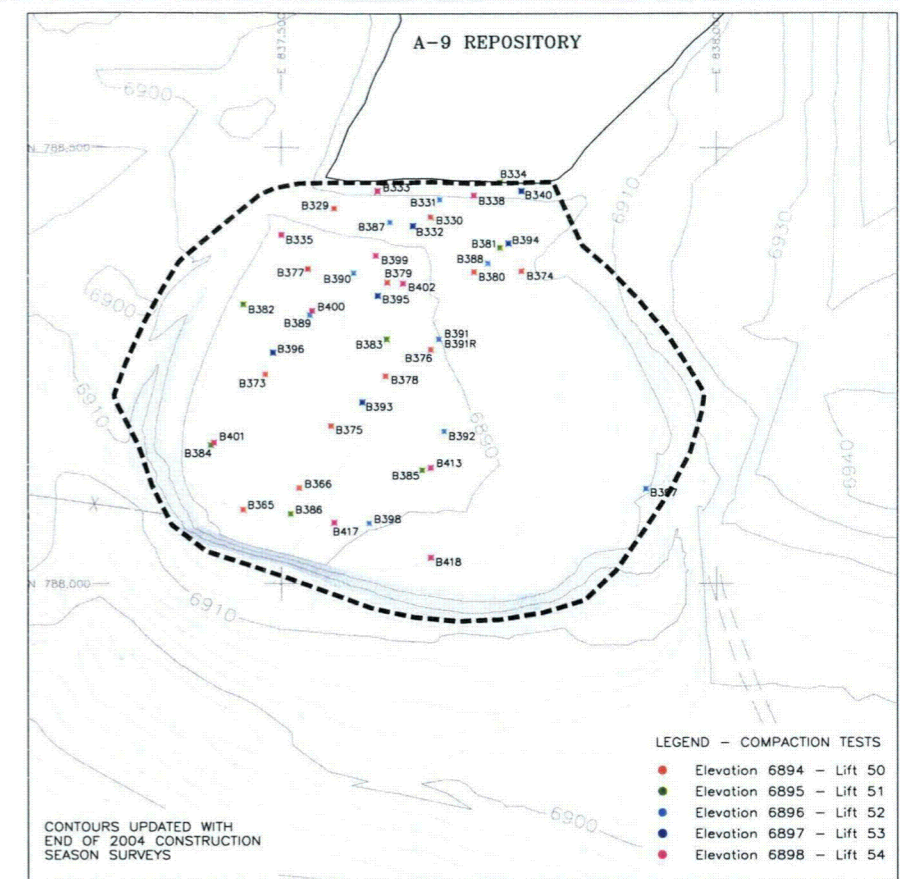 A-9 REPOSITORY
E 837,500
E 838,000
6900
N 788,500
B334
B333
B338
B340
B331
B329
B330
B387
B332
6910
6930
B335
B381
B394
B399
B388
B377
B390
B379
B380
B374
B402
6900
B395
B382
B400
B389
B391
B391R
B383
B376
B396
B373
B378
6910
B393
6890
B375
B392
B401
B384
6940
B413
B385
B366
B397
X
B365
B386
B417
B398
B418
N 788,000
6910
LEGEND - COMPACTION TESTS
Elevation 6894 - Lift 50
Elevation 6895 - Lift 51
Elevation 6896 - Lift 52
Elevation 6897 - Lift 53
Elevation 6898 - Lift 54
6900
CONTOURS UPDATED WITH
END OF 2004 CONSTRUCTION
SEASON SURVEYS